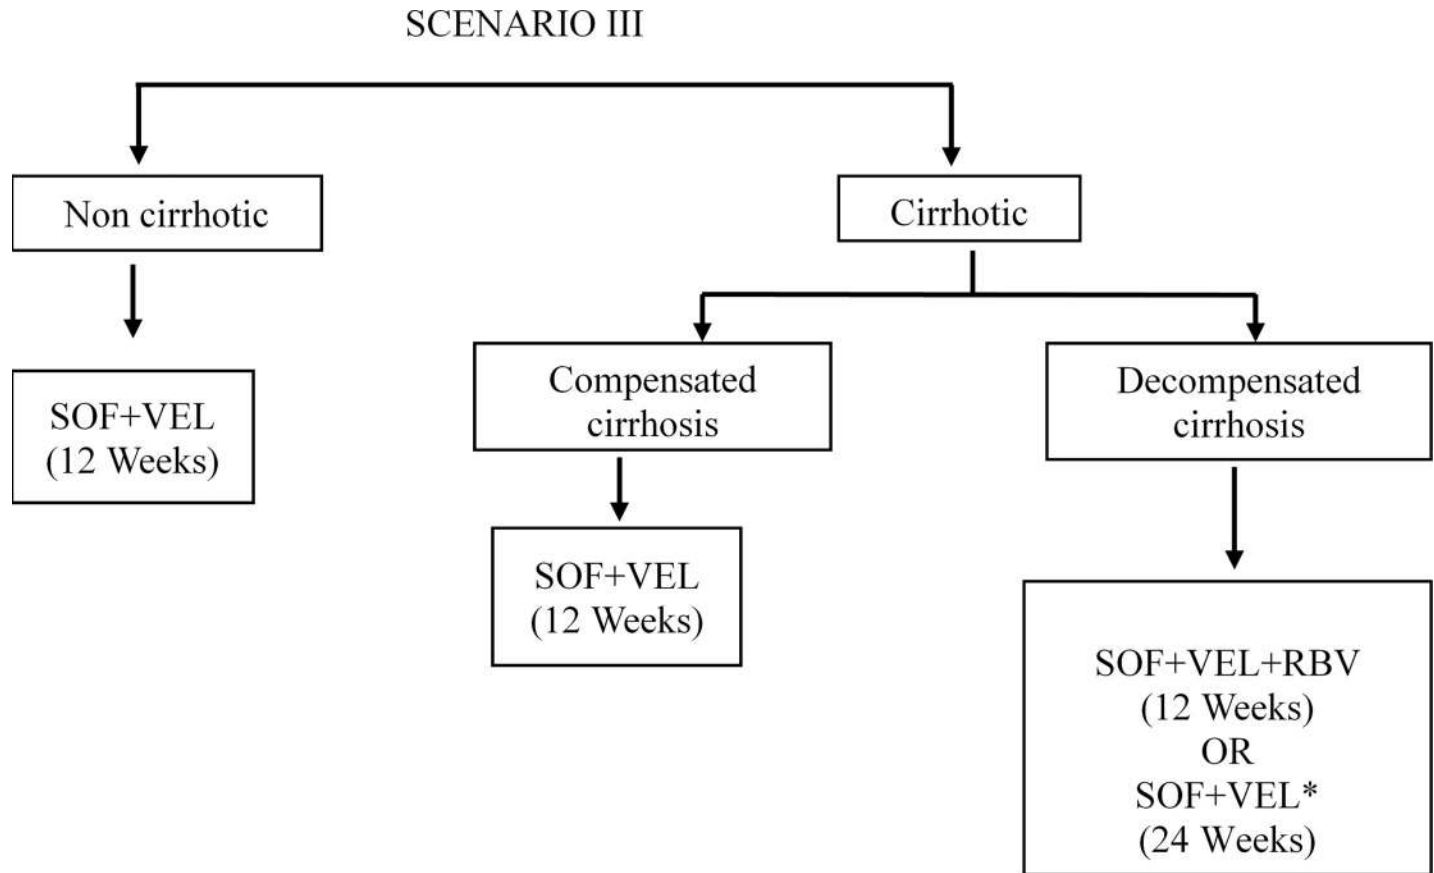 SCENARIO III
Non cirrhotic
Cirrhotic
SOF+VEL
(12 Weeks)
Compensated
cirrhosis
Decompensated
cirrhosis
SOF+VEL
(12 Weeks)
SOF+VEL+RBV
(12 Weeks)
OR
SOF+VEL*
(24 Weeks)